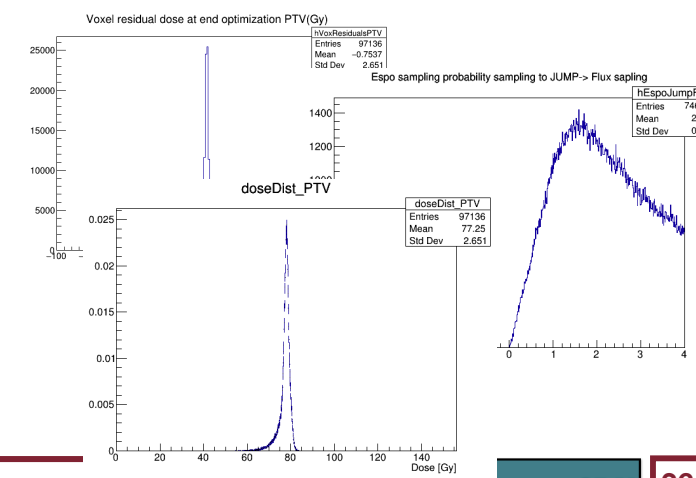 Voxel residual dose at end optimization PTV(Gy)
hVoxResidualsPTV
Entries 97136
Mean −0.7537
Std Dev 2.651
25000
20000
15000
10000
5000
0
−100
Espo sampling probability sampling to JUMP-> Flux sapling
hEspoJumpF
Entries 746
Mean 2
Std Dev 0
1400
1200
0 1 2 3 4
doseDist_PTV
doseDist_PTV
Entries 97136
Mean 77.25
Std Dev 2.651
0.025
0.02
0.015
0.01
0.005
0
0 20 40 60 80 100 120 140
Dose [Gy]